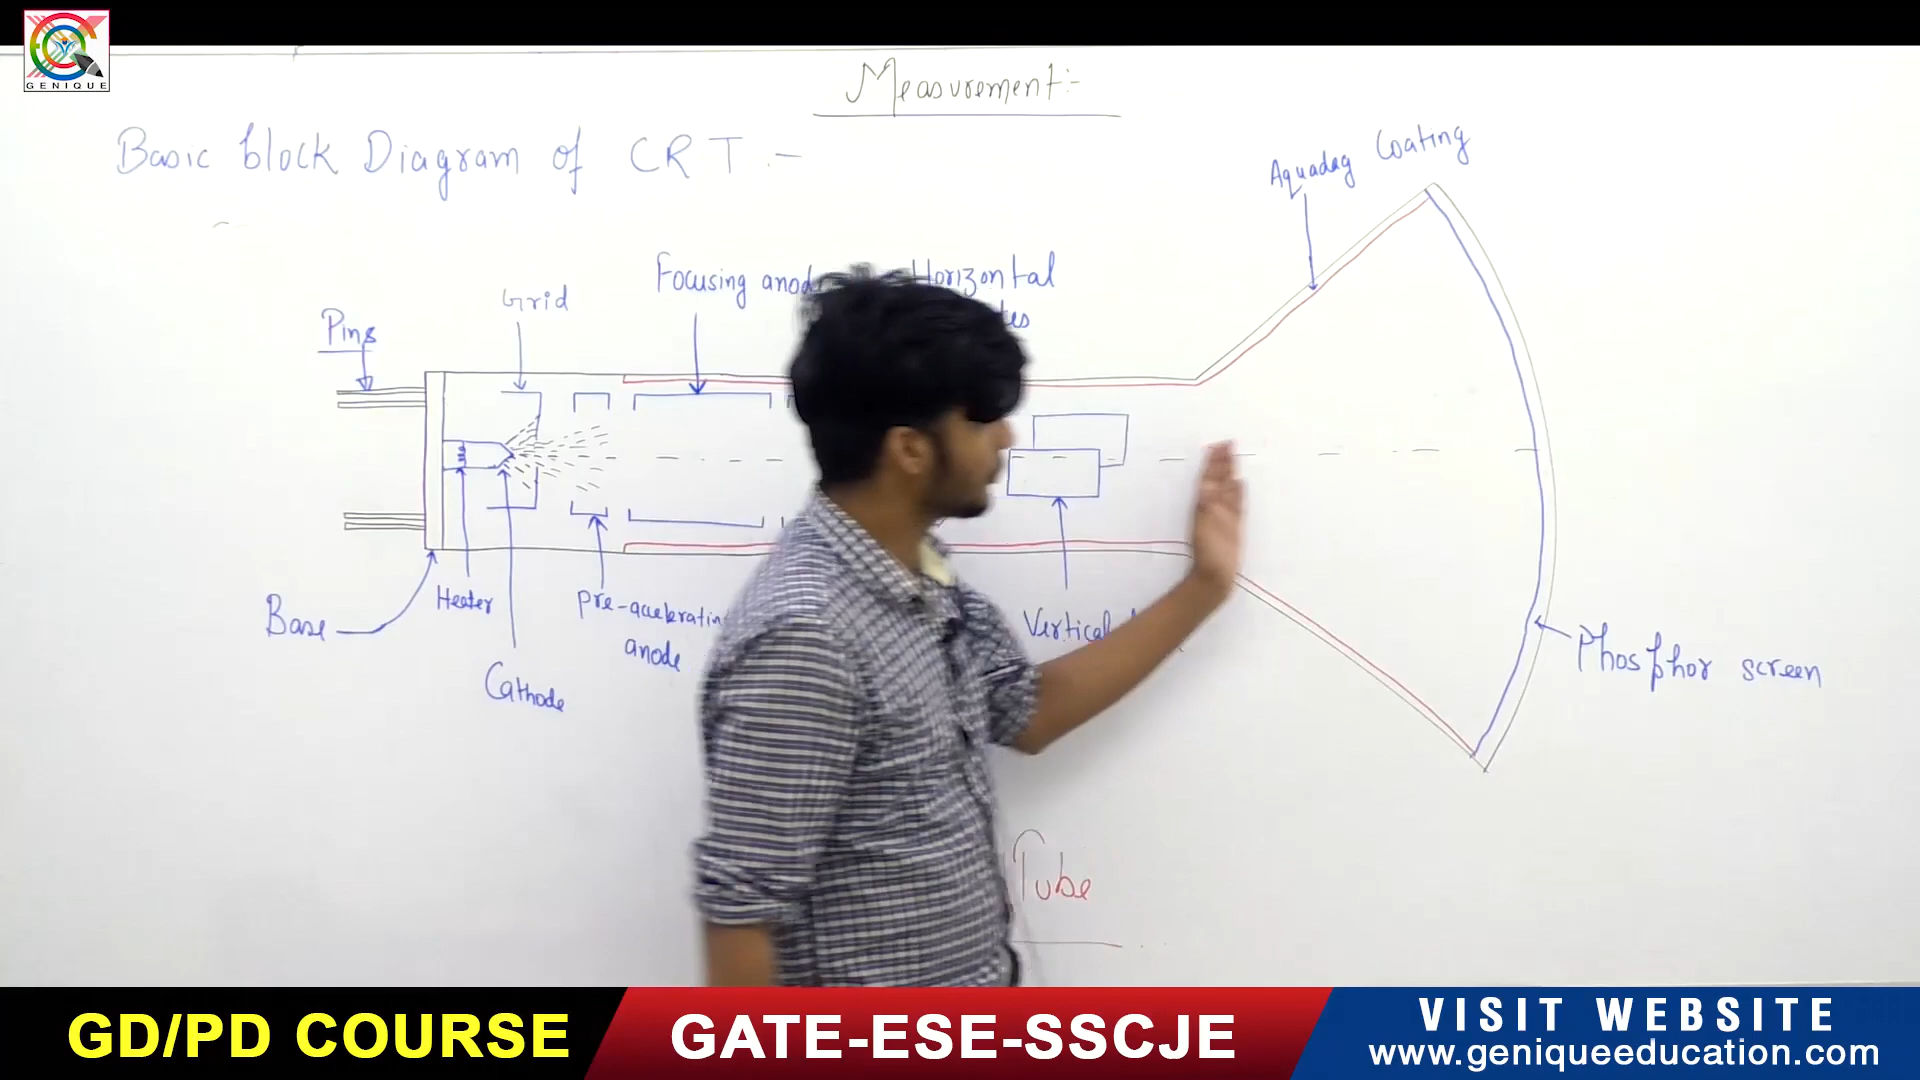 GENIQUE
Measurement:-
Basic block Diagram of CRT :-
Aquadag Coating
Focusing
Horizontal
Grid
Pins
Heater
Base
pre-acelerating
anode
Vertical
Cathode
Phosphor screen
Tube
GD/PD COURSE
GATE-ESE-SSCJE
VISIT WEBSITE
www.geniqueeducation.com